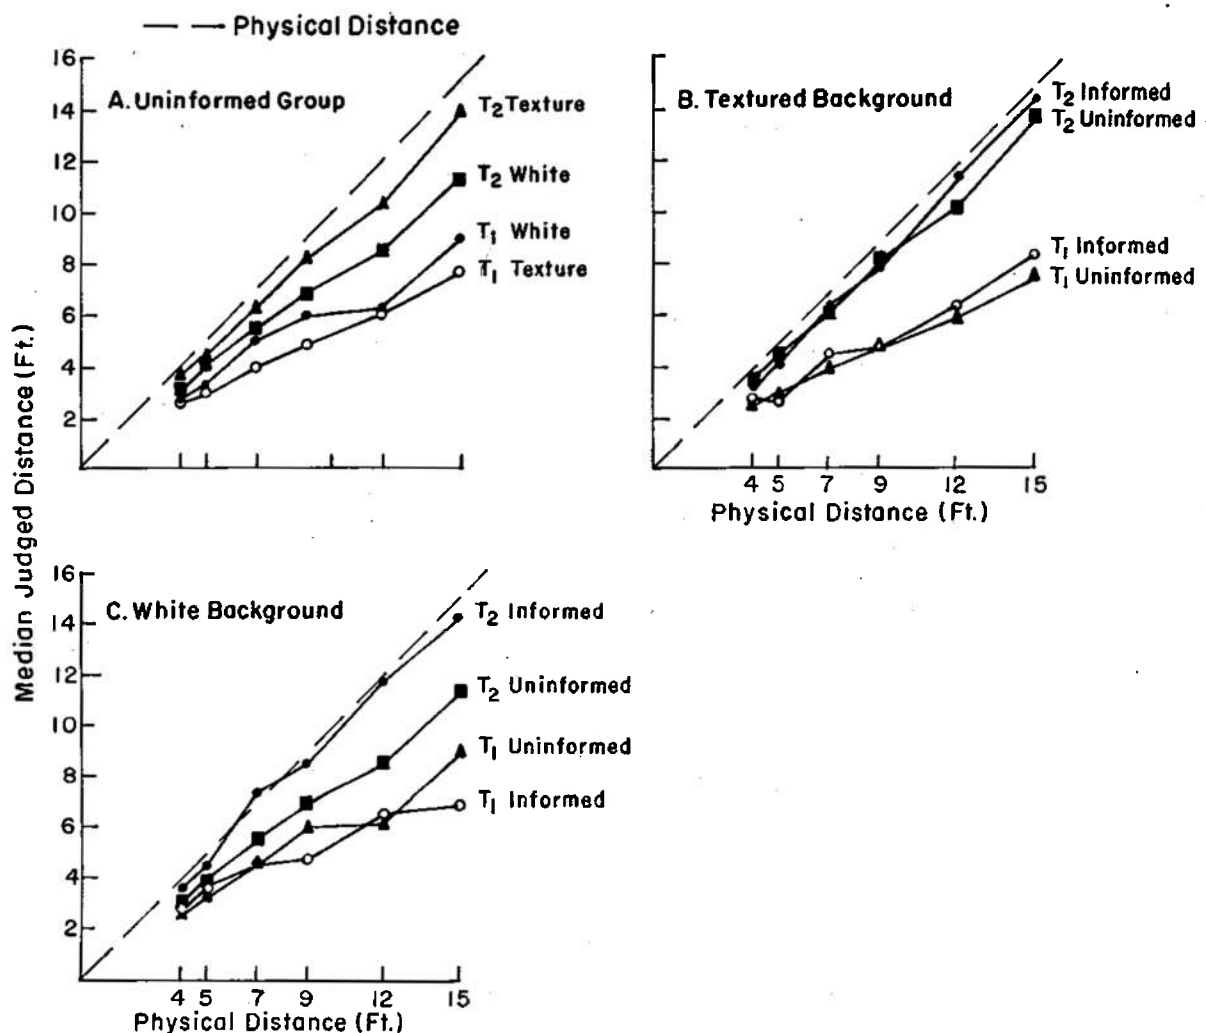 — — — Physical Distance
16
14
12
10
8
6
4
2
A. Uninformed Group
T₂ Texture
T₂ White
T₁ White
T₁ Texture
B. Textured Background
T₂ Informed
T₂ Uninformed
T₁ Informed
T₁ Uninformed
4 5 7 9 12 15
Physical Distance (Ft.)
Median Judged Distance (Ft.)
16
14
12
10
8
6
4
2
C. White Background
T₂ Informed
T₂ Uninformed
T₁ Uninformed
T₁ Informed
4 5 7 9 12 15
Physical Distance (Ft.)